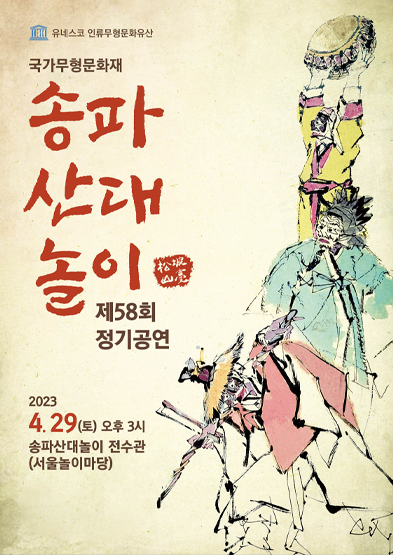 유네스코 인류무형문화유산
국가무형문화재
송파
산대
놀이
松坡
山臺
제58회
정기공연
2023
4. 29(토) 오후 3시
송파산대놀이 전수관
(서울놀이마당)